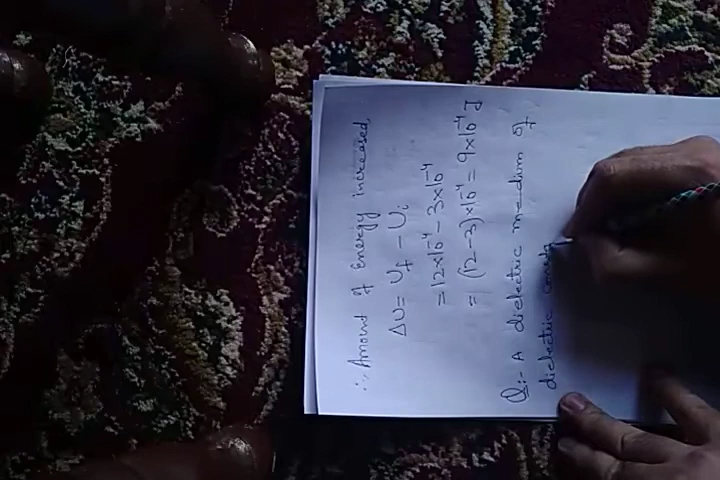 ∴ Amount of Energy increased,
ΔU = U_f - U_i
= 12×10⁻⁴ - 3×10⁻⁴
= (12-3)×10⁻⁴ = 9×10⁻⁴ J
Q:- A dielectric medium of
dielectric